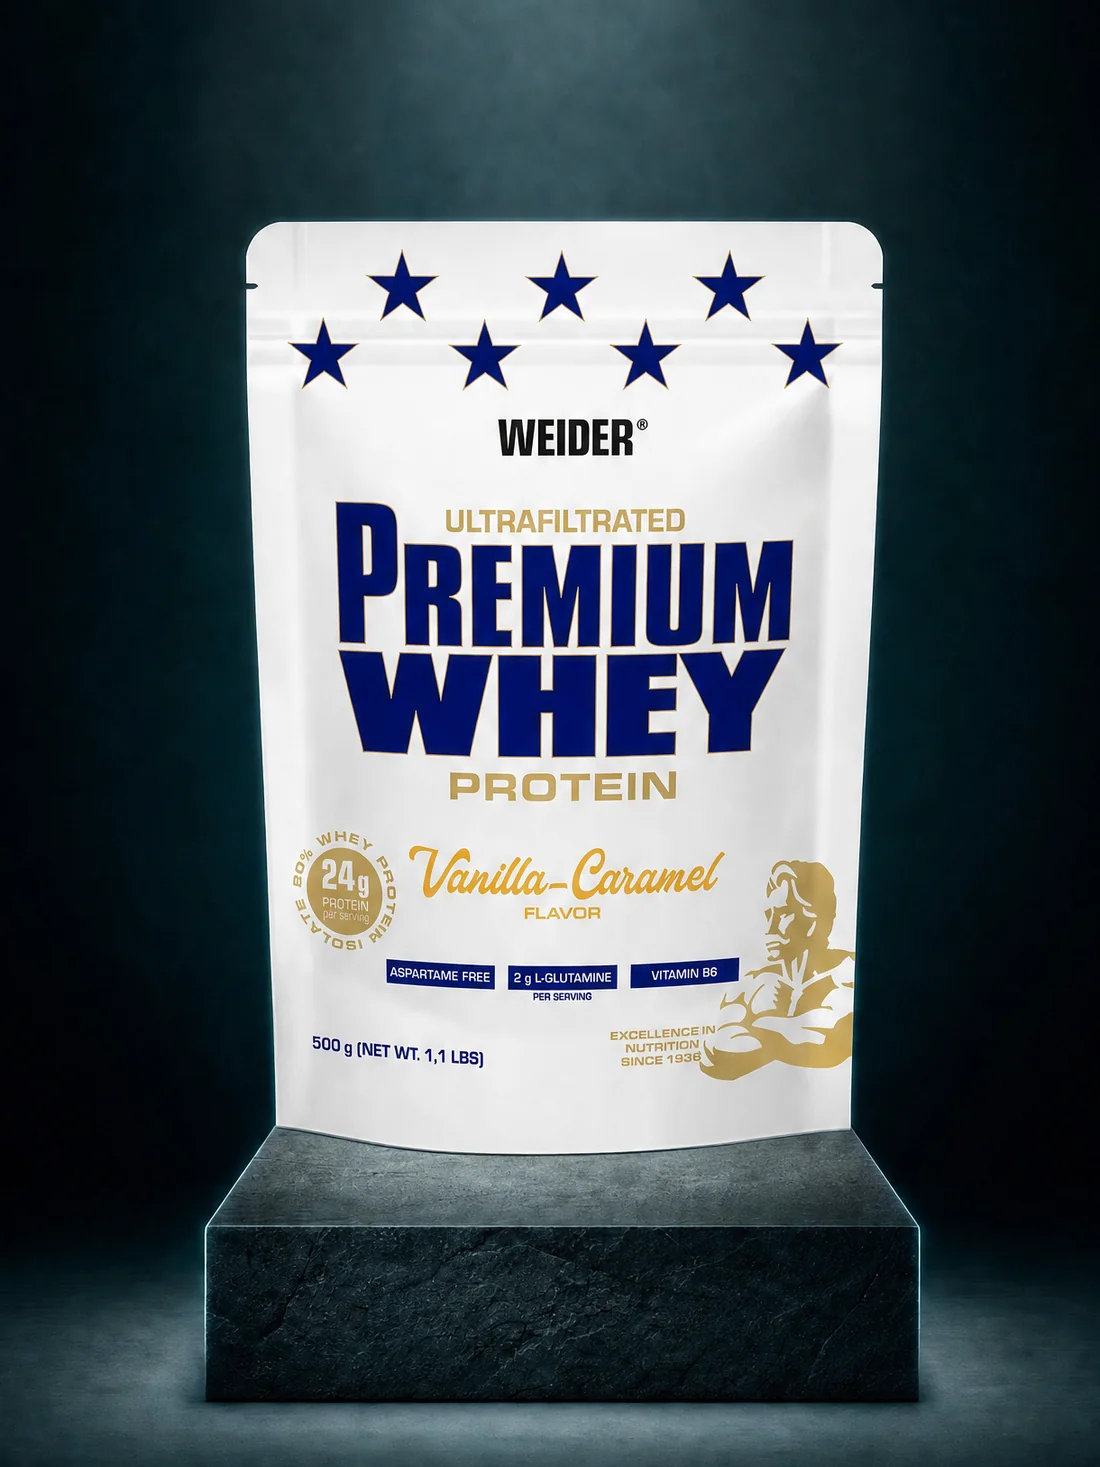 WEIDER®
ULTRAFILTRATED
PREMIUM
WHEY
PROTEIN
80% WHEY PROTEIN ISOLATE
24g
PROTEIN
per serving
Vanilla-Caramel
FLAVOR
ASPARTAME FREE
2 g L-GLUTAMINE
PER SERVING
VITAMIN B6
500 g (NET WT. 1,1 LBS)
EXCELLENCE IN
NUTRITION
SINCE 1936